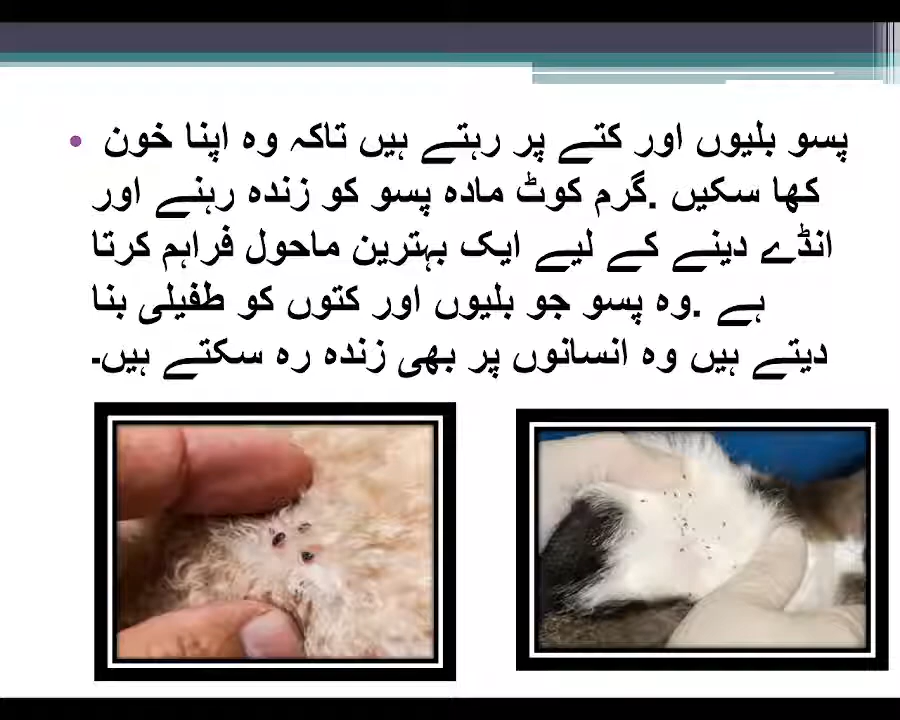 پسو بلیوں اور کتے پر رہتے ہیں تاکہ وہ اپنا خون
کھا سکیں .گرم کوٹ مادہ پسو کو زندہ رہنے اور
انڈے دینے کے لیے ایک بہترین ماحول فراہم کرتا
ہے .وہ پسو جو بلیوں اور کتوں کو طفیلی بنا
دیتے ہیں وہ انسانوں پر بھی زندہ رہ سکتے ہیں۔